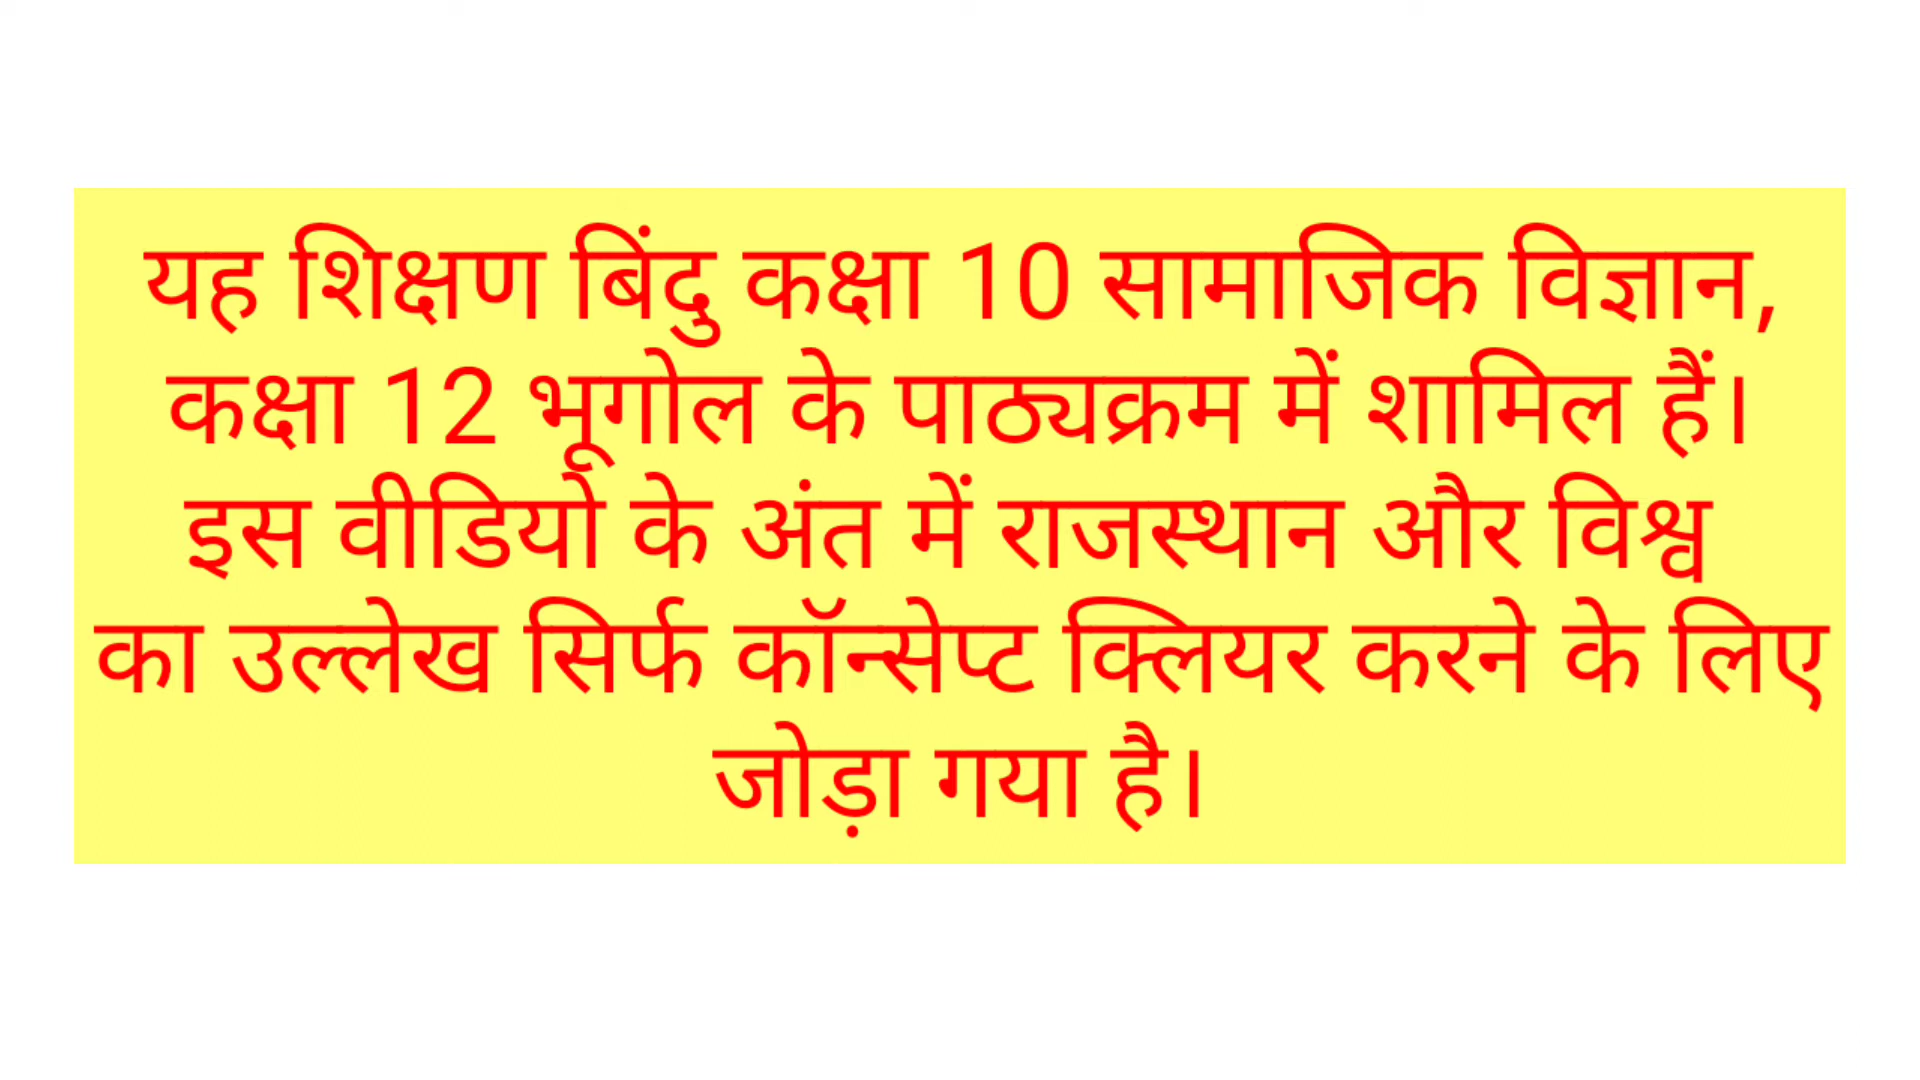 यह शिक्षण बिंदु कक्षा 10 सामाजिक विज्ञान,
कक्षा 12 भूगोल के पाठ्यक्रम में शामिल हैं।
इस वीडियो के अंत में राजस्थान और विश्व
का उल्लेख सिर्फ कॉन्सेप्ट क्लियर करने के लिए
जोड़ा गया है।